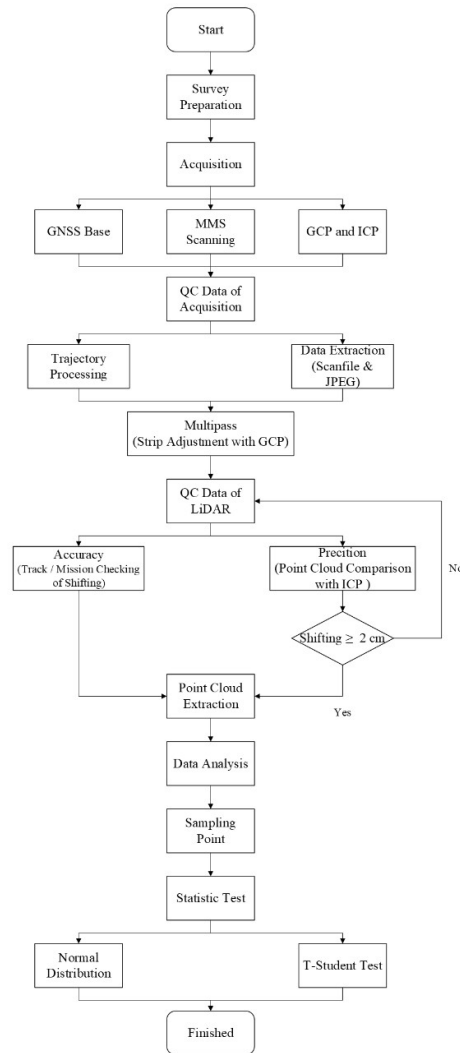 Start
Survey
Preparation
Acquisition
GNSS Base
MMS
Scanning
GCP and ICP
QC Data of
Acquisition
Trajectory
Processing
Data Extraction
(Scanfile &
JPEG)
Multipass
(Strip Adjustment with GCP)
QC Data of
LiDAR
Accuracy
(Track / Mission Checking
of Shifting)
Precition
(Point Cloud Comparison
with ICP )
No
Shifting ≥ 2 cm
Yes
Point Cloud
Extraction
Data Analysis
Sampling
Point
Statistic Test
Normal
Distribution
T-Student Test
Finished